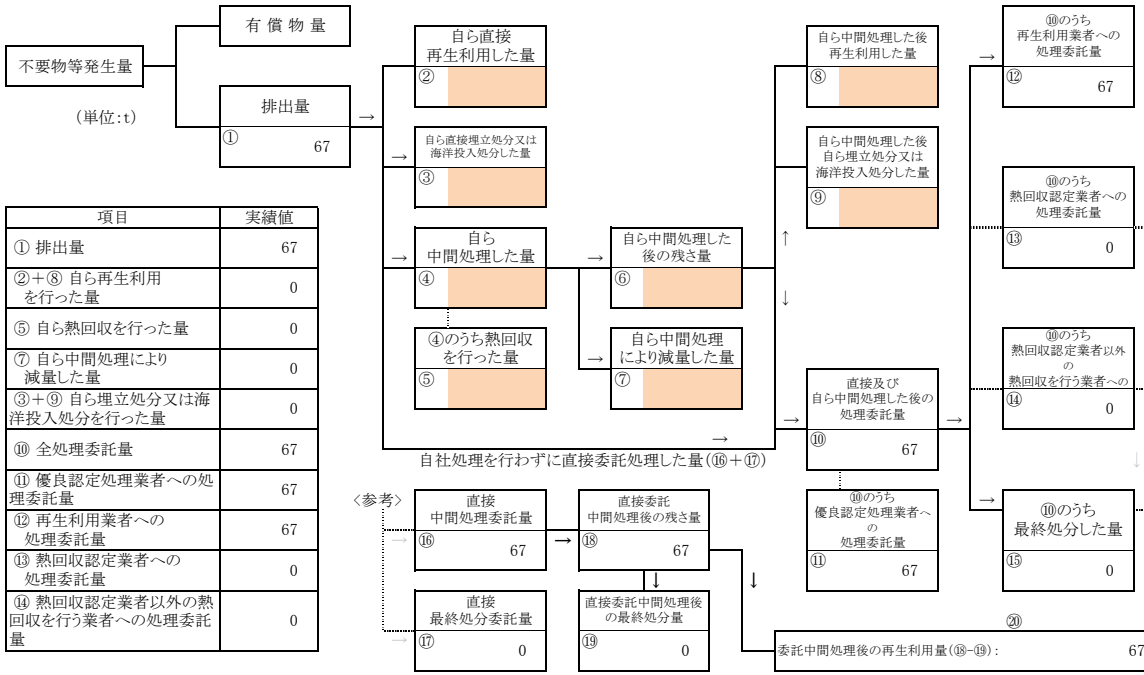 有 償 物 量
不要物等発生量
(単位:t)
排出量
①
67
→
自ら直接
再生利用した量
②
→
自ら直接埋立処分又は
海洋投入処分した量
③
→
自ら
中間処理した量
④
④のうち熱回収
を行った量
⑤
→
自ら中間処理した
後の残さ量
⑥
→
自ら中間処理
により減量した量
⑦
自ら中間処理した後
再生利用した量
⑧
自ら中間処理した後
自ら埋立処分又は
海洋投入処分した量
⑨
↑
↓
→
直接及び
自ら中間処理した後の
処理委託量
⑩
67
⑩のうち
優良認定処理業者へ
の
処理委託量
⑪
67
→
→
⑩のうち
再生利用業者への
処理委託量
⑫
67
⑩のうち
熱回収認定業者への
処理委託量
⑬
0
⑩のうち
熱回収認定業者以外
の
熱回収を行う業者への
⑭
0
↓
→
⑩のうち
最終処分した量
⑮
0
→
自社処理を行わずに直接委託処理した量(⑯+⑰)
<参考>
→
直接
中間処理委託量
⑯
67
→
直接委託
中間処理後の残さ量
⑱
67
↓
↓
→
直接
最終処分委託量
⑰
0
直接委託中間処理後
の最終処分量
⑲
0
⑳
委託中間処理後の再生利用量(⑱-⑲): 67
項目 実績値
① 排出量 67
②+⑧ 自ら再生利用
を行った量 0
⑤ 自ら熱回収を行った量 0
⑦ 自ら中間処理により
減量した量 0
③+⑨ 自ら埋立処分又は海
洋投入処分を行った量 0
⑩ 全処理委託量 67
⑪ 優良認定処理業者への処
理委託量 67
⑫ 再生利用業者への
処理委託量 67
⑬ 熱回収認定業者への
処理委託量 0
⑭ 熱回収認定業者以外の熱
回収を行う業者への処理委託
量 0